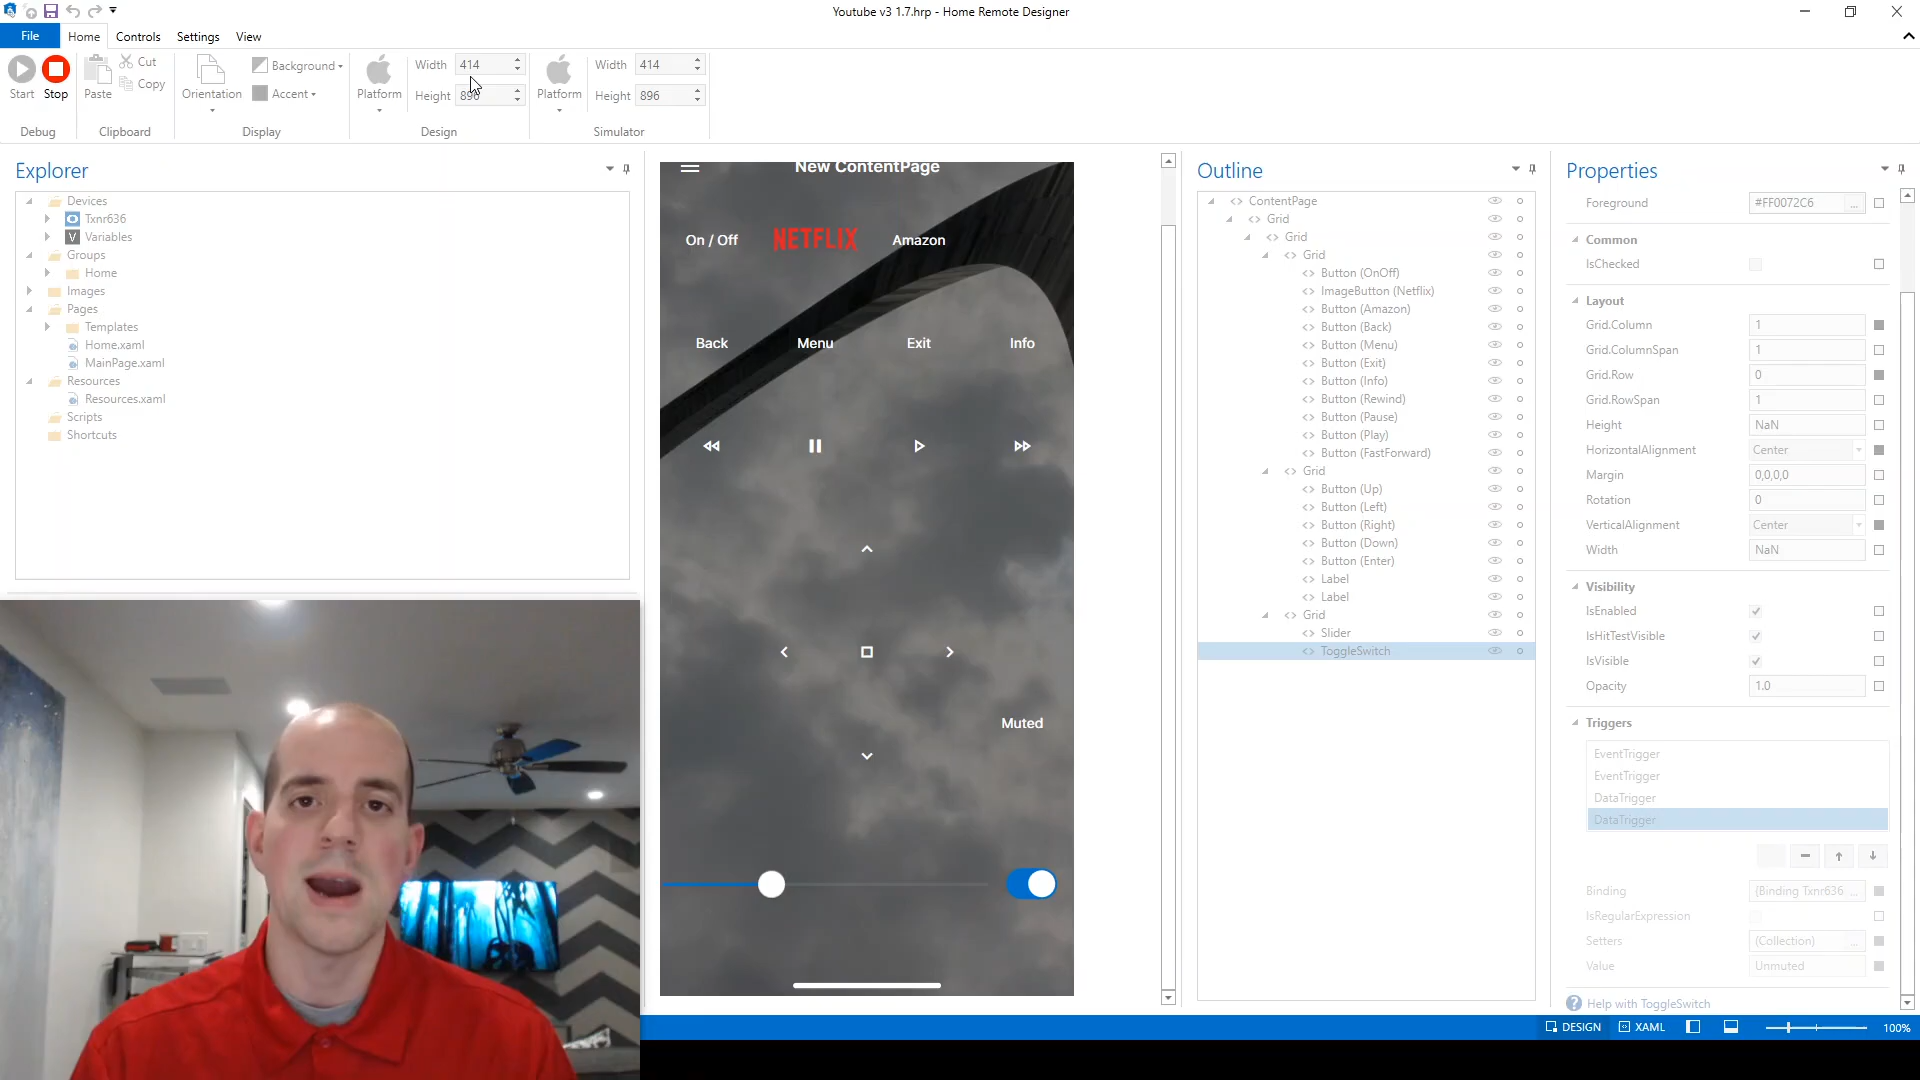 Youtube v3 1.7.hrp - Home Remote Designer
File Home Controls Settings View
Start Stop
Debug
Paste Cut Copy
Clipboard
Orientation Background Accent
Display
Platform Width 414 Height 896
Design
Platform Width 414 Height 896
Simulator
Explorer
Devices
Txnr636
V Variables
Groups
Home
Images
Pages
Templates
Home.xaml
MainPage.xaml
Resources
Resources.xaml
Scripts
Shortcuts
New ContentPage
On / Off NETFLIX Amazon
Back Menu Exit Info
Muted
Outline
ContentPage
Grid
Grid
Grid
Button (OnOff)
ImageButton (Netflix)
Button (Amazon)
Button (Back)
Button (Menu)
Button (Exit)
Button (Info)
Button (Rewind)
Button (Pause)
Button (Play)
Button (FastForward)
Grid
Button (Up)
Button (Left)
Button (Right)
Button (Down)
Button (Enter)
Label
Label
Grid
Slider
ToggleSwitch
Properties
Foreground #FF0072C6 ...
Common
IsChecked
Layout
Grid.Column 1
Grid.ColumnSpan 1
Grid.Row 0
Grid.RowSpan 1
Height NaN
HorizontalAlignment Center
Margin 0,0,0,0
Rotation 0
VerticalAlignment Center
Width NaN
Visibility
IsEnabled
IsHitTestVisible
IsVisible
Opacity 1.0
Triggers
EventTrigger
EventTrigger
DataTrigger
DataTrigger
Binding (Binding Txnr636 ...
IsRegularExpression
Setters (Collection) ...
Value Unmuted
? Help with ToggleSwitch
DESIGN XAML 100%